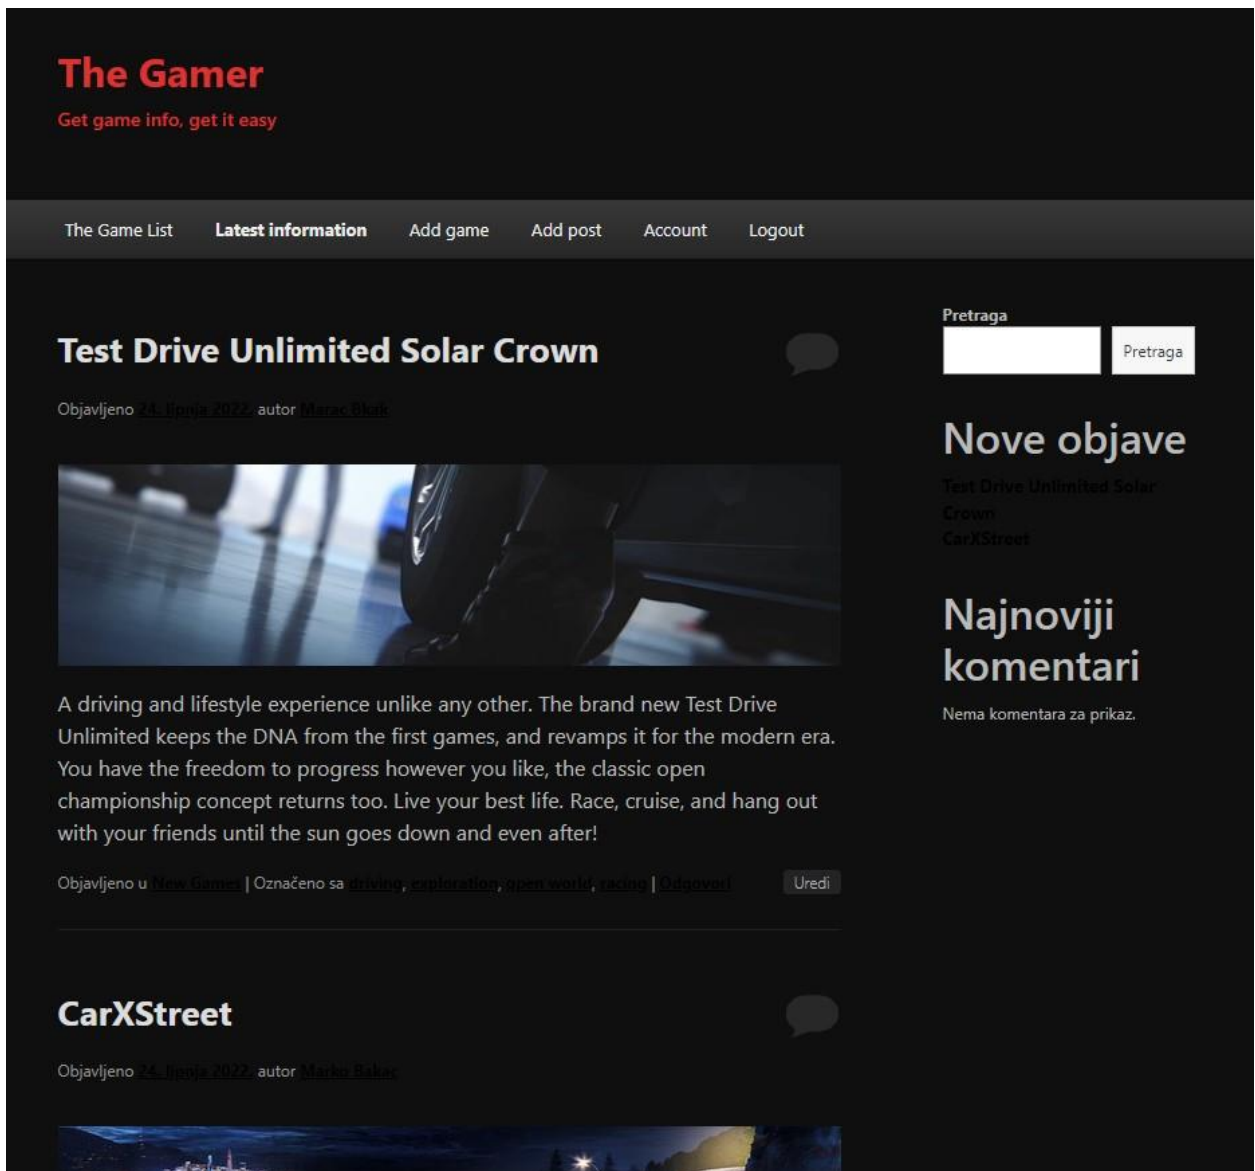 The Gamer
Get game info, get it easy
The Game List Latest information Add game Add post Account Logout
Test Drive Unlimited Solar Crown
Objavljeno 24. lipnja 2022. autor
A driving and lifestyle experience unlike any other. The brand new Test Drive
Unlimited keeps the DNA from the first games, and revamps it for the modern era.
You have the freedom to progress however you like, the classic open
championship concept returns too. Live your best life. Race, cruise, and hang out
with your friends until the sun goes down and even after!
Objavljeno u New Games | Označeno sa driving, exploration, open world, racing | Odgovori Uredi
CarXStreet
Objavljeno 24. lipnja 2022. autor
Pretraga
Pretraga
Nove objave
Test Drive Unlimited Solar
Crown
CarXStreet
Najnoviji
komentari
Nema komentara za prikaz.